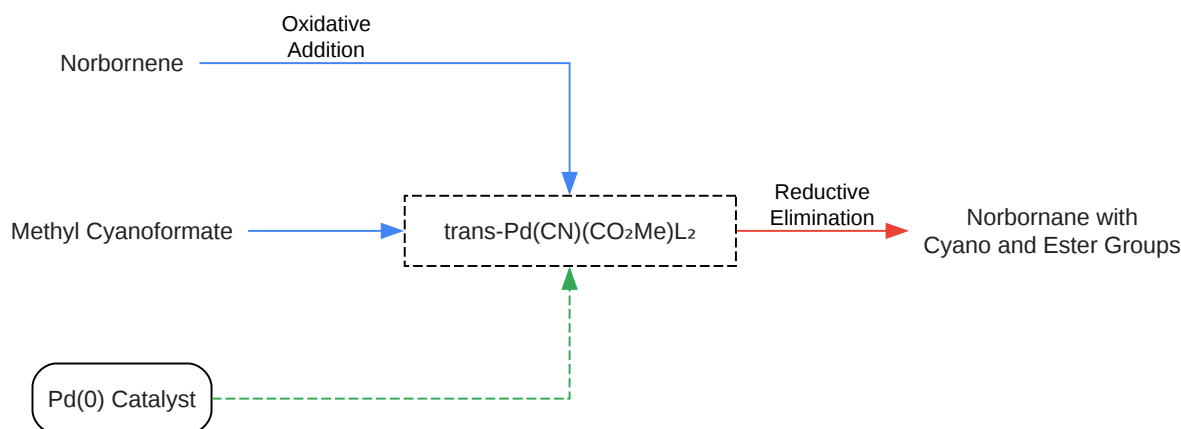 Oxidative
Addition
Norbornene
Reductive
Elimination
Methyl Cyanoformate
trans-Pd(CN)(CO₂Me)L₂
Norbornane with
Cyano and Ester Groups
Pd(0) Catalyst